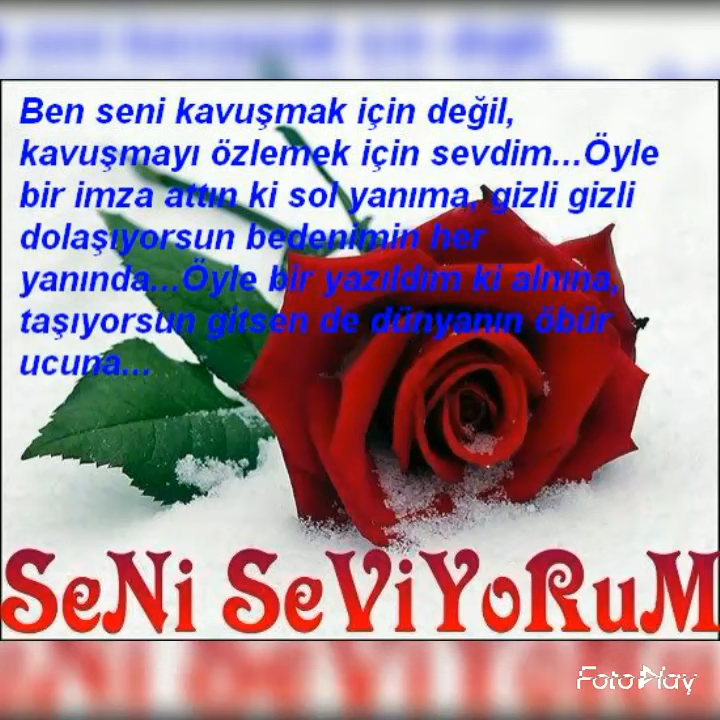 Ben seni kavuşmak için değil,
kavuşmayı özlemek için sevdim...Öyle
bir imza attın ki sol yanıma, gizli gizli
dolaşıyorsun bedenimin her
yanında...Öyle bir yazıldım ki alnına,
taşıyorsun gitsen de dünyanın öbür
ucuna...
SeNi SeViYoRuM
FotoPlay